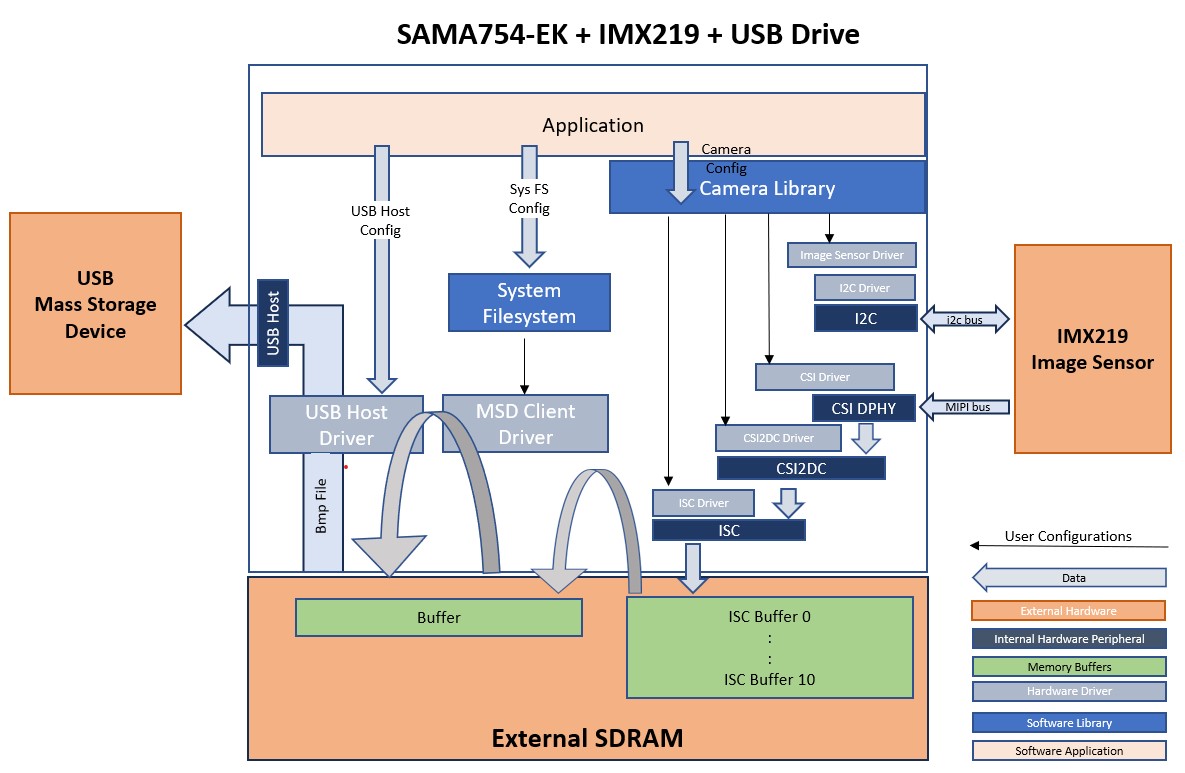 SAMA754-EK + IMX219 + USB Drive
Application
Camera
Config
Camera Library
USB Host
Config
Sys FS
Config
USB
Mass Storage
Device
USB Host
System
Filesystem
Image Sensor Driver
I2C Driver
I2C
i2c bus
IMX219
Image Sensor
CSI Driver
CSI DPHY
MIPI bus
USB Host
Driver
MSD Client
Driver
CSI2DC Driver
CSI2DC
Bmp File
ISC Driver
ISC
Buffer
ISC Buffer 0
:
:
ISC Buffer 10
External SDRAM
User Configurations
Data
External Hardware
Internal Hardware Peripheral
Memory Buffers
Hardware Driver
Software Library
Software Application